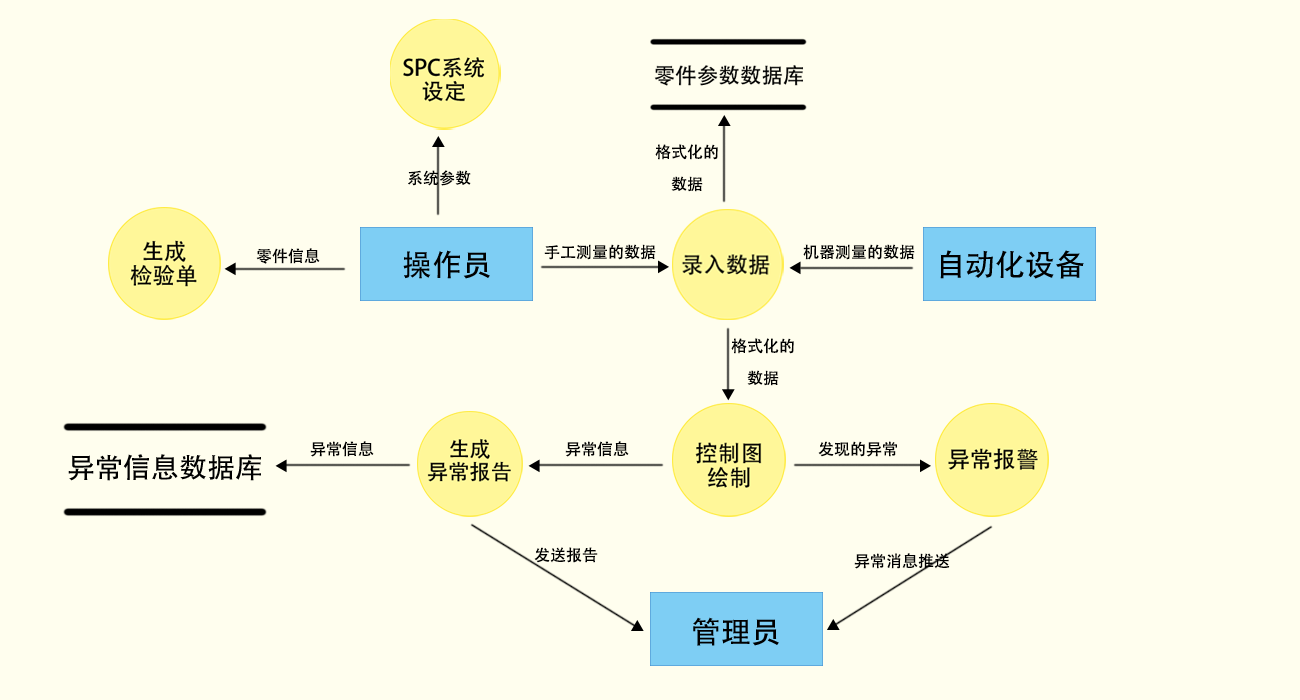 SPC系统
设定
零件参数数据库
格式化的
数据
系统参数
生成
检验单
零件信息
操作员
手工测量的数据
录入数据
机器测量的数据
自动化设备
格式化的
数据
异常信息数据库
异常信息
生成
异常报告
异常信息
控制图
绘制
发现的异常
异常报警
发送报告
异常消息推送
管理员